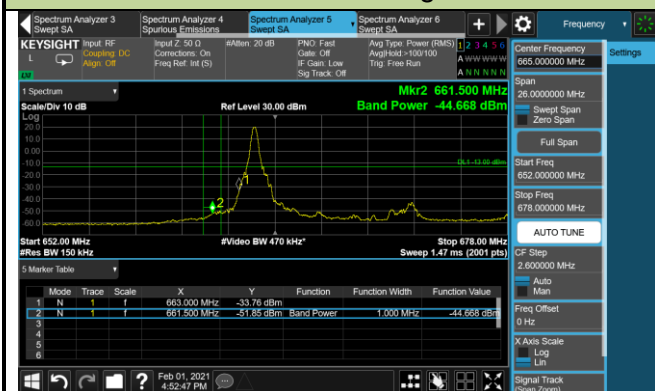 Spectrum Analyzer 3 Swept SA
Spectrum Analyzer 4 Spurious Emissions
Spectrum Analyzer 5 Swept SA
Spectrum Analyzer 6 Swept SA
+
Frequency
KEYSIGHT
L
Input: RF
Coupling: DC
Align: Off
Input Z: 50 Ω
Corrections: On
Freq Ref: Int (S)
#Atten: 20 dB
PNO: Fast
Gate: Off
IF Gain: Low
Sig Track: Off
Avg Type: Power (RMS)
Avg|Hold:>100/100
Trig: Free Run
1 2 3 4 5 6
A W W W W W
A N N N N N
1 Spectrum
Scale/Div 10 dB
Ref Level 30.00 dBm
Mkr2 661.500 MHz
Band Power -44.668 dBm
Log
20.0
10.0
0.00
-10.0
-20.0
-30.0
-40.0
-50.0
-60.0
DL1 -13.00 dBm
1
2
Start 652.00 MHz
#Video BW 470 kHz*
Stop 678.00 MHz
#Res BW 150 kHz
Sweep 1.47 ms (2001 pts)
5 Marker Table
Mode Trace Scale X Y Function Function Width Function Value
1 N 1 f 663.000 MHz -33.76 dBm
2 N 1 f 661.500 MHz -51.85 dBm Band Power 1.000 MHz -44.668 dBm
3
4
5
6
Feb 01, 2021
4:52:47 PM
?
Center Frequency
665.000000 MHz
Settings
Span
26.0000000 MHz
Swept Span
Zero Span
Full Span
Start Freq
652.000000 MHz
Stop Freq
678.000000 MHz
AUTO TUNE
CF Step
2.600000 MHz
Auto
Man
Freq Offset
0 Hz
X Axis Scale
Log
Lin
Signal Track
(Span Zoom)